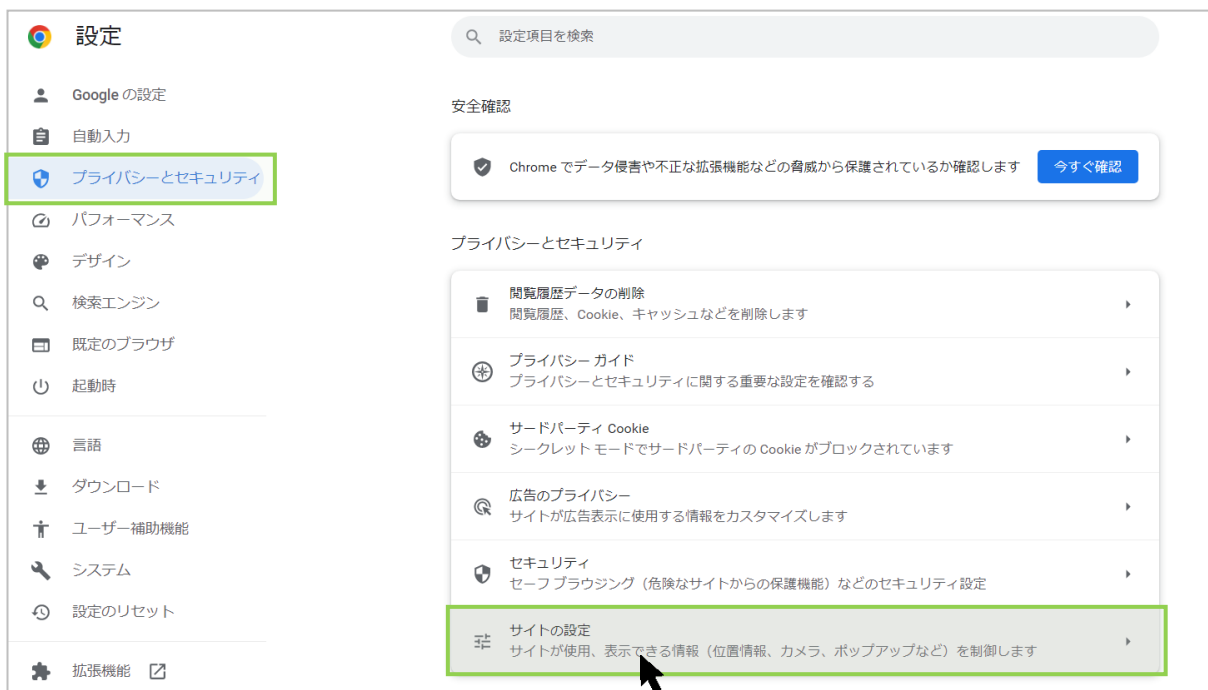 設定
設定項目を検索
Google の設定
自動入力
プライバシーとセキュリティ
パフォーマンス
デザイン
検索エンジン
既定のブラウザ
起動時
言語
ダウンロード
ユーザー補助機能
システム
設定のリセット
拡張機能
安全確認
Chrome でデータ侵害や不正な拡張機能などの脅威から保護されているか確認します
今すぐ確認
プライバシーとセキュリティ
閲覧履歴データの削除
閲覧履歴、Cookie、キャッシュなどを削除します
プライバシー ガイド
プライバシーとセキュリティに関する重要な設定を確認する
サードパーティ Cookie
シークレット モードでサードパーティの Cookie がブロックされています
広告のプライバシー
サイトが広告表示に使用する情報をカスタマイズします
セキュリティ
セーフ ブラウジング（危険なサイトからの保護機能）などのセキュリティ設定
サイトの設定
サイトが使用、表示できる情報（位置情報、カメラ、ポップアップなど）を制御します